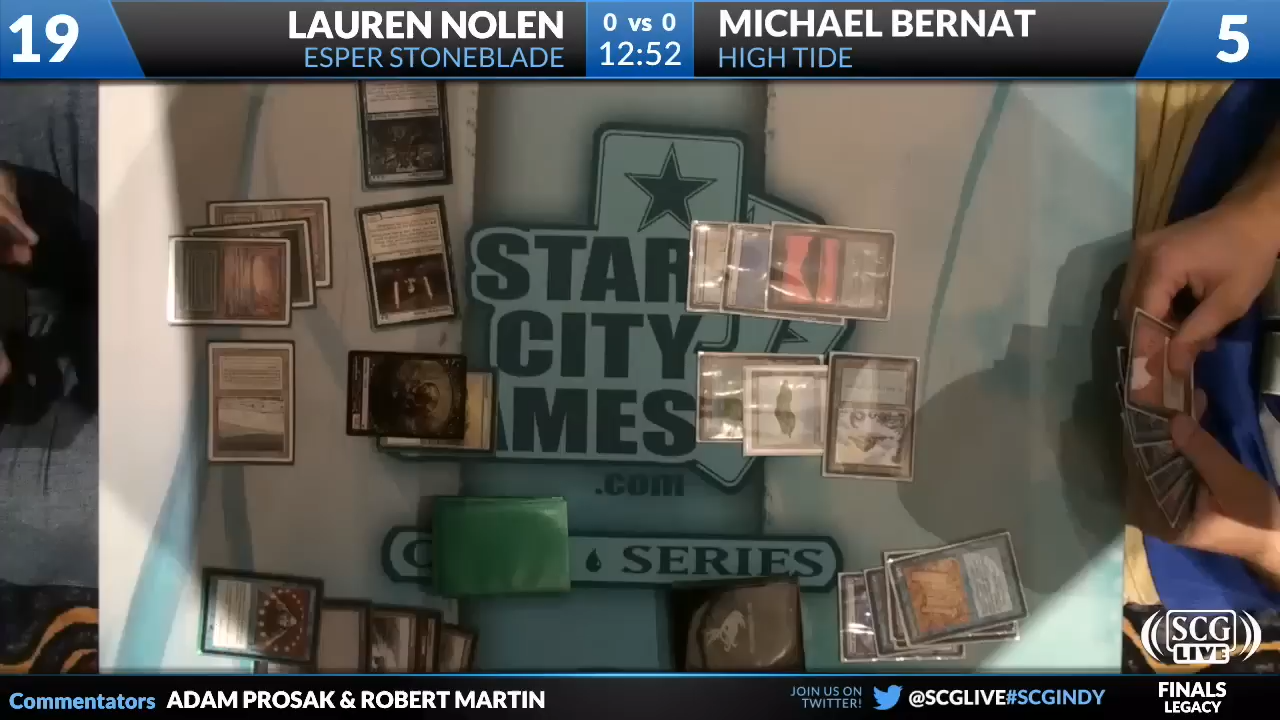 19
LAUREN NOLEN
ESPER STONEBLADE
0 vs 0
12:52
MICHAEL BERNAT
HIGH TIDE
5
STAR
CITY
GAMES
.com
SERIES
SCG
LIVE
Commentators ADAM PROSAK & ROBERT MARTIN
JOIN US ON
TWITTER!
@SCGLIVE#SCGINDY
FINALS
LEGACY